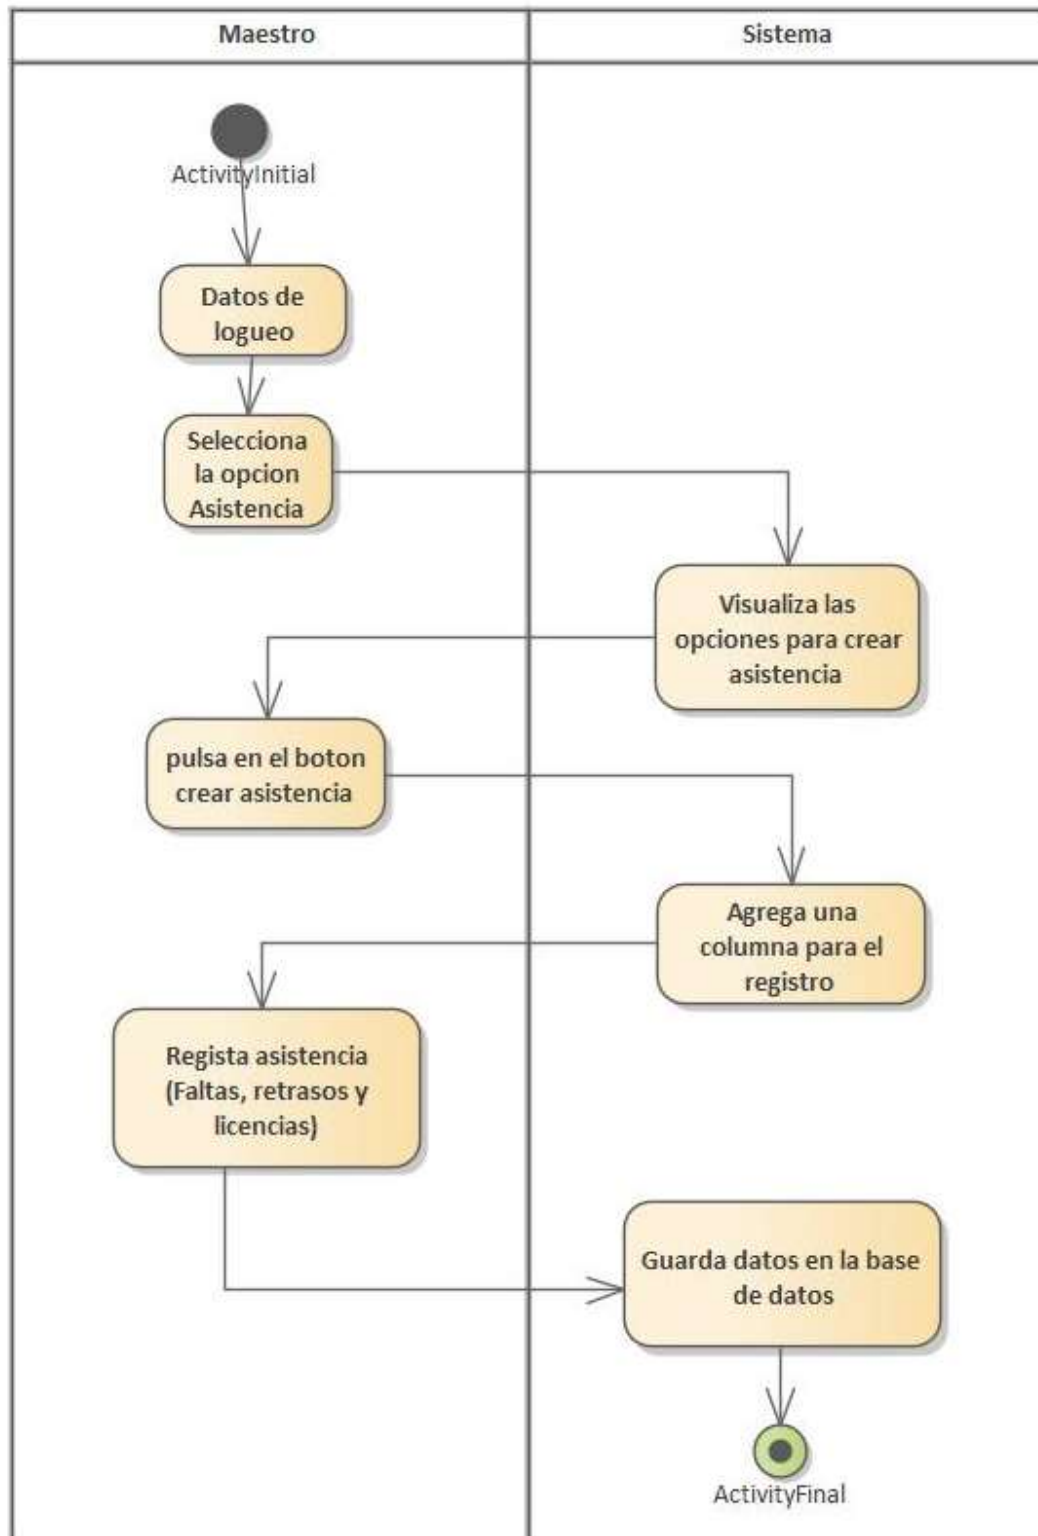 Maestro
Sistema
ActivityInitial
Datos de
logueo
Selecciona
la opcion
Asistencia
Visualiza las
opciones para crear
asistencia
pulsa en el boton
crear asistencia
Agrega una
columna para el
registro
Regista asistencia
(Faltas, retrasos y
licencias)
Guarda datos en la base
de datos
ActivityFinal